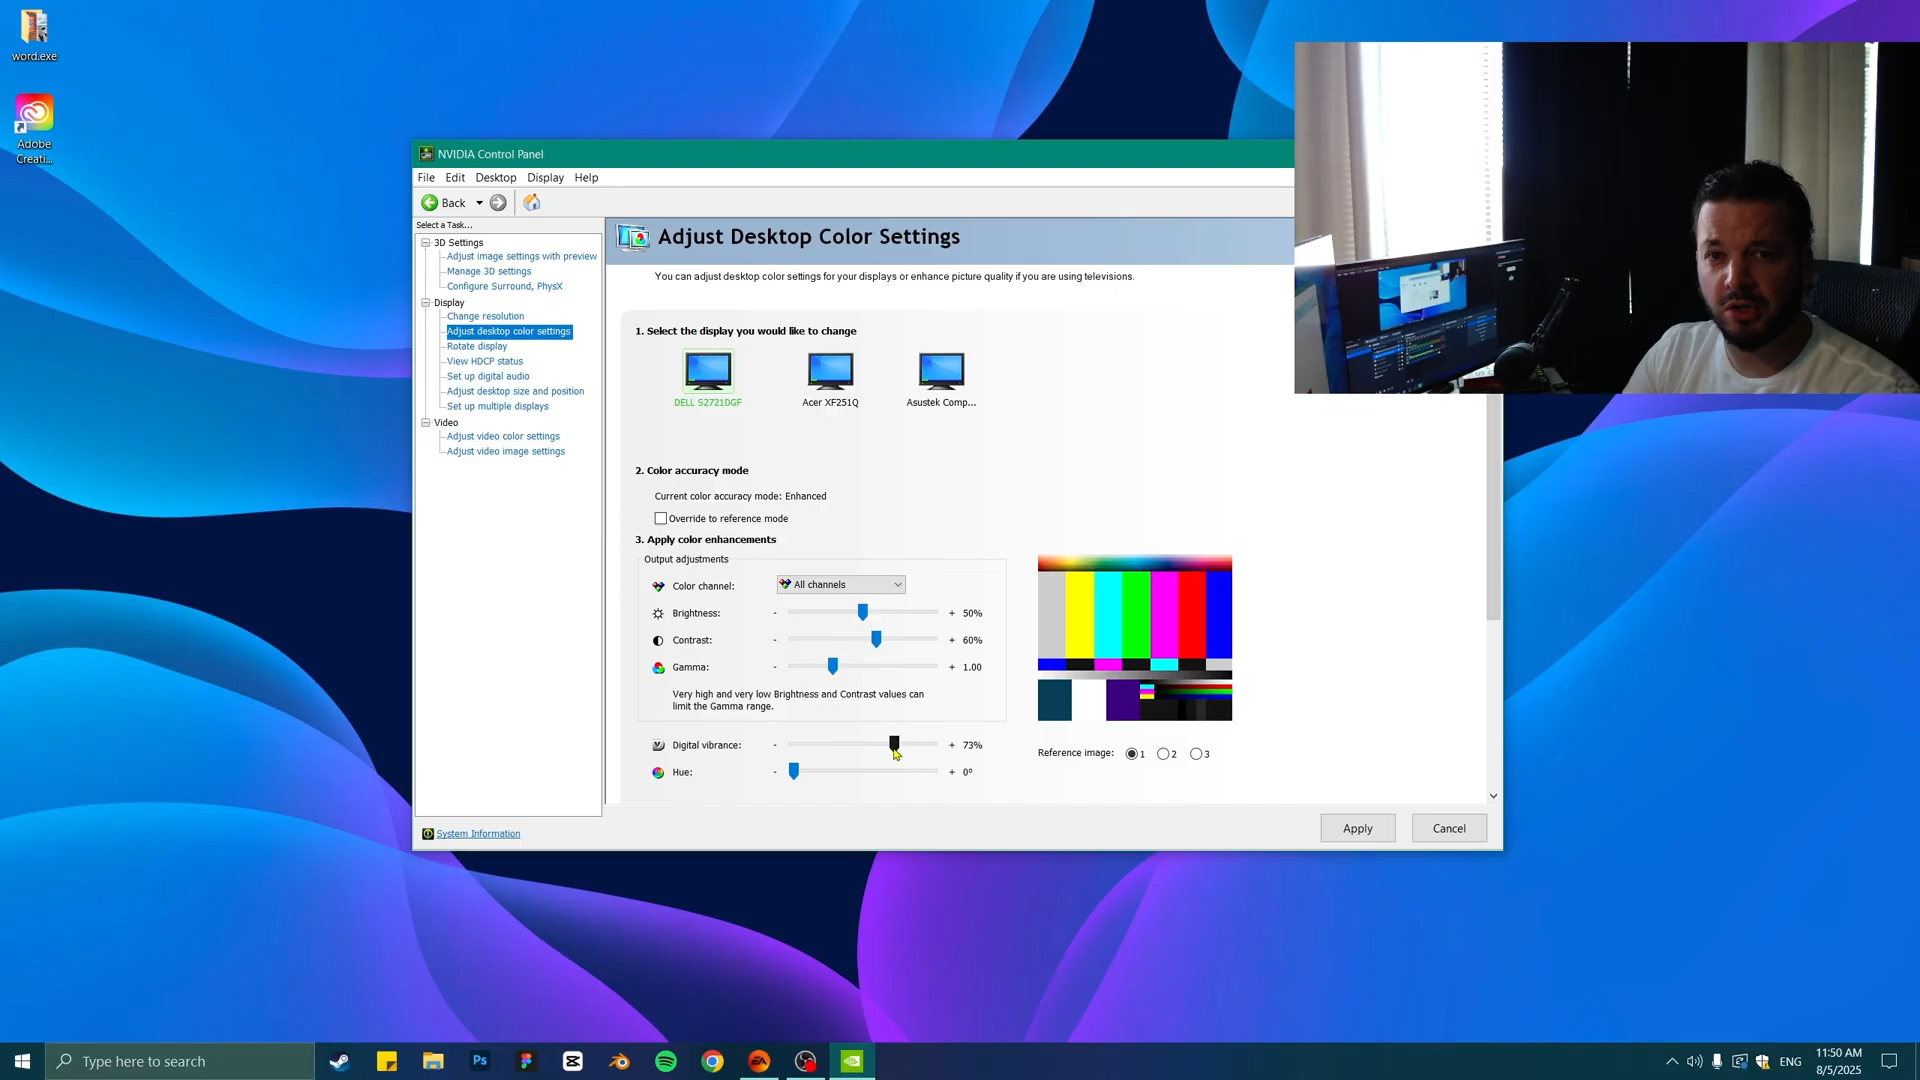 word.exe
Adobe
Creati...
NVIDIA Control Panel
File Edit Desktop Display Help
Back
Select a Task...
3D Settings
Adjust image settings with preview
Manage 3D settings
Configure Surround, PhysX
Display
Change resolution
Adjust desktop color settings
Rotate display
View HDCP status
Set up digital audio
Adjust desktop size and position
Set up multiple displays
Video
Adjust video color settings
Adjust video image settings
System Information
Adjust Desktop Color Settings
You can adjust desktop color settings for your displays or enhance picture quality if you are using televisions.
1. Select the display you would like to change
DELL S2721DGF Acer XF251Q Asustek Comp...
2. Color accuracy mode
Current color accuracy mode: Enhanced
Override to reference mode
3. Apply color enhancements
Output adjustments
Color channel: All channels
Brightness: - + 50%
Contrast: - + 60%
Gamma: - + 1.00
Very high and very low Brightness and Contrast values can
limit the Gamma range.
Digital vibrance: - + 73%
Hue: - + 0°
Reference image: 1 2 3
Apply Cancel
Type here to search
Ps
EA
ENG
11:50 AM
8/5/2025